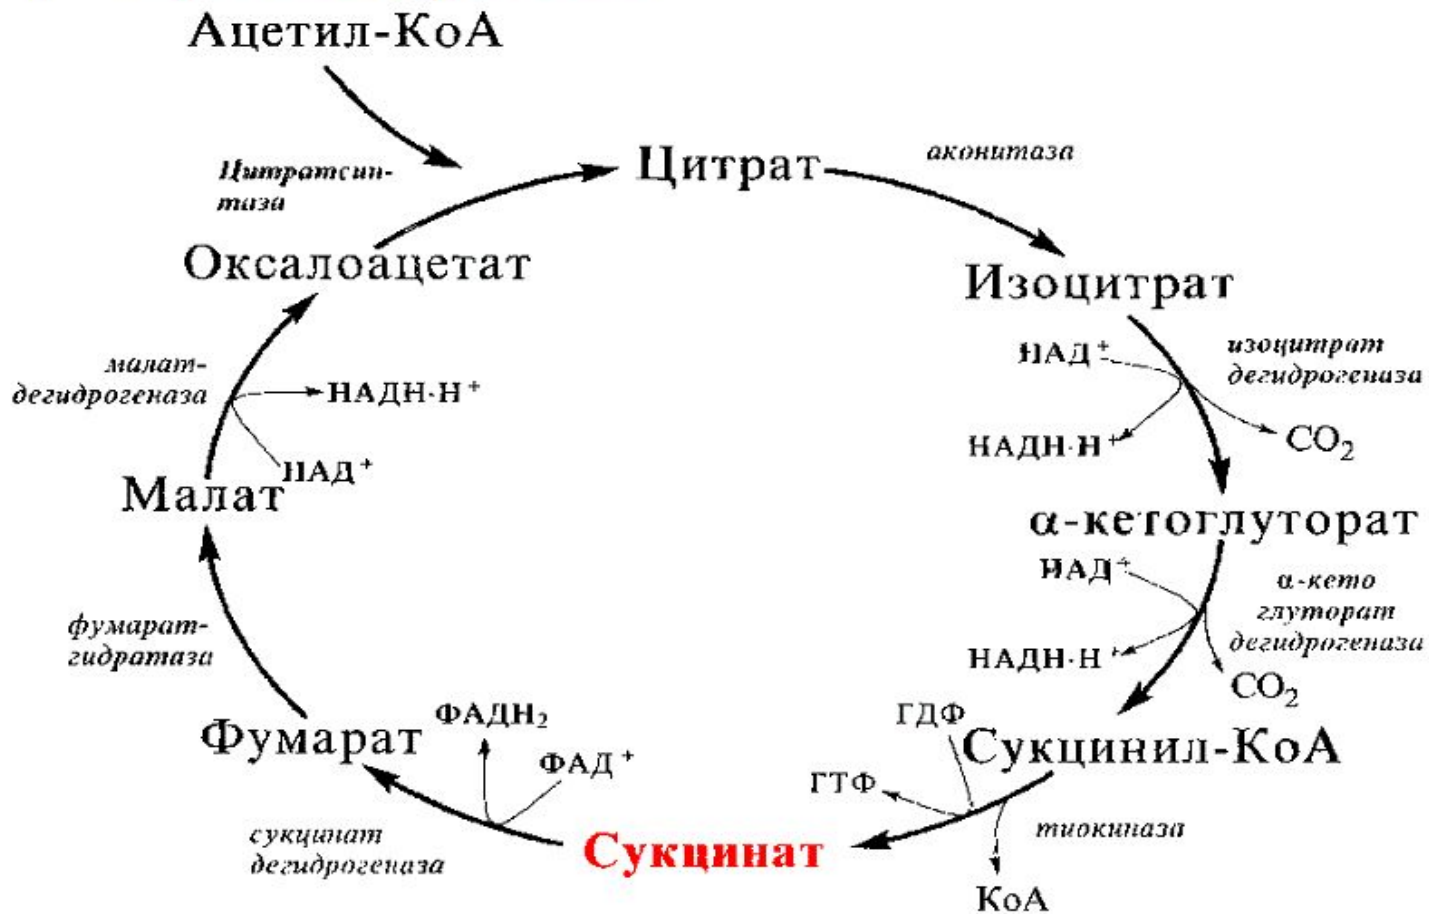 Ацетил-КоА
Цитратсин-
таза
Цитрат
аконитаза
Оксалоацетат
Изоцитрат
НАД⁺
изоцитрат
дегидрогеназа
НАДН·Н⁺
CO₂
α-кетоглуторат
НАД⁺
α-кето
глуторат
дегидрогеназа
НАДН·Н⁺
CO₂
Сукцинил-КоА
ГДФ
ГТФ
тиокиназа
КоА
Сукцинат
ФАД⁺
ФАДН₂
сукцинат
дегидрогеназа
Фумарат
фумарат-
гидратаза
Малат
НАД⁺
НАДН·Н⁺
малат-
дегидрогеназа